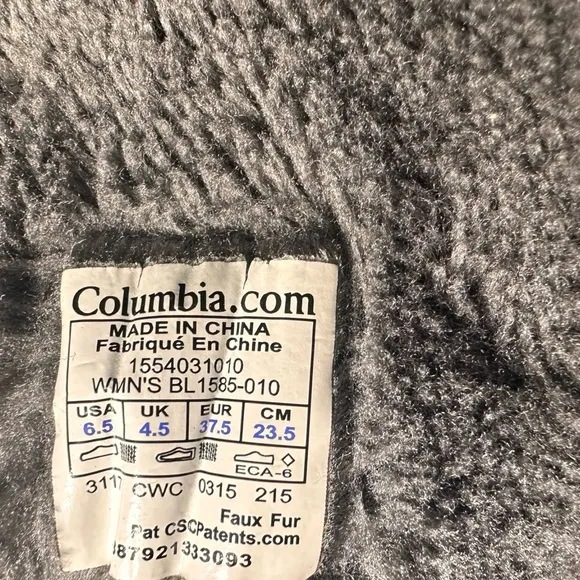 Columbia.com
MADE IN CHINA
Fabriqué En Chine
1554031010
WMN'S BL1585-010
USA UK EUR CM
6.5 4.5 37.5 23.5
ECA-6
CWC 0315 215
Faux Fur
Pat CSCPatents.com